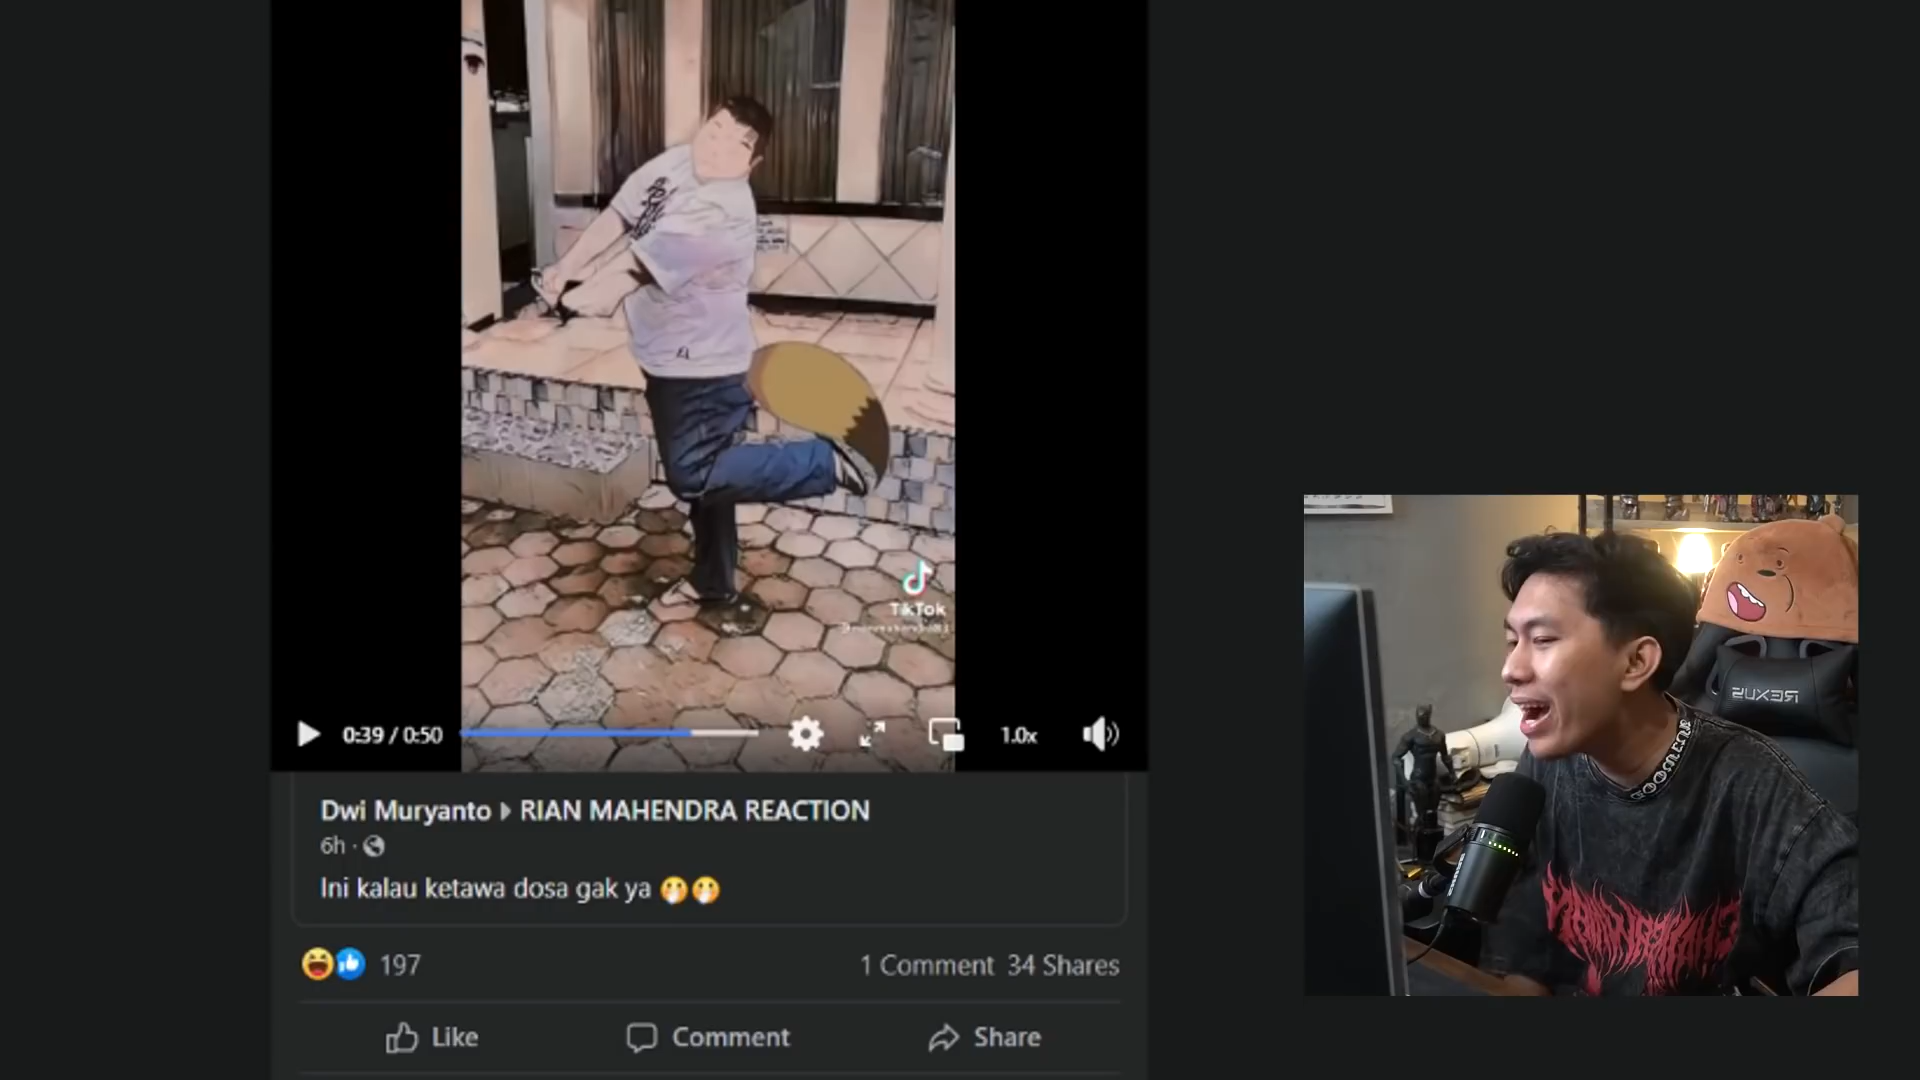 TikTok
0:39 / 0:50
1.0x
Dwi Muryanto ▸ RIAN MAHENDRA REACTION
6h ·
Ini kalau ketawa dosa gak ya 🤭🤭
197
1 Comment 34 Shares
Like Comment Share
REXUS